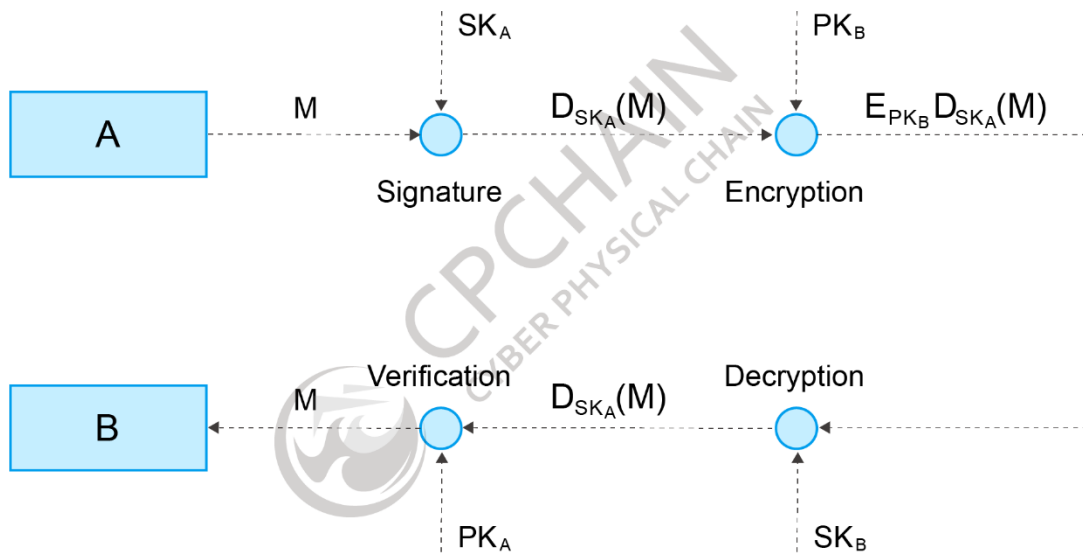 SK_A
PK_B
A
M
D_SK_A(M)
E_PK_B D_SK_A(M)
Signature
Encryption
CPCHAIN
CYBER PHYSICAL CHAIN
Verification
Decryption
B
M
D_SK_A(M)
PK_A
SK_B